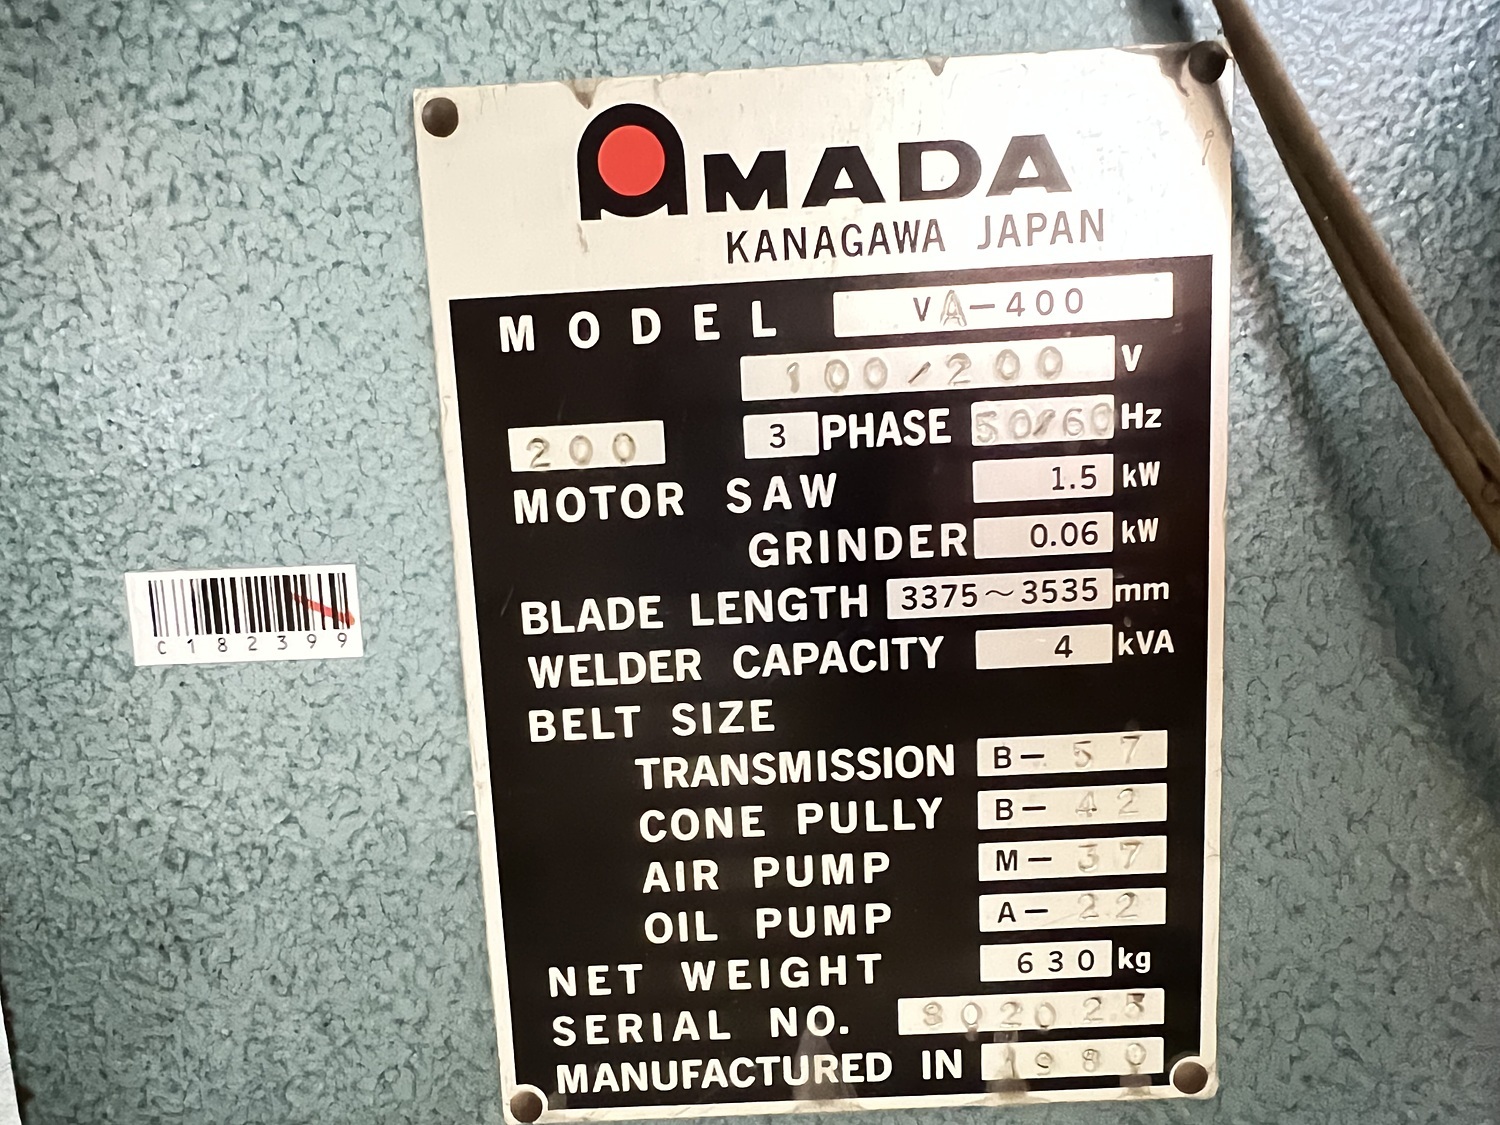 AMADA
KANAGAWA JAPAN
MODEL VA-400
100/200 V
200 3 PHASE 50/60 Hz
MOTOR SAW 1.5 kW
GRINDER 0.06 kW
BLADE LENGTH 3375~3535 mm
WELDER CAPACITY 4 kVA
BELT SIZE
TRANSMISSION B-57
CONE PULLY B-42
AIR PUMP M-37
OIL PUMP A-22
NET WEIGHT 630 kg
SERIAL NO.
MANUFACTURED IN 1980
C182399